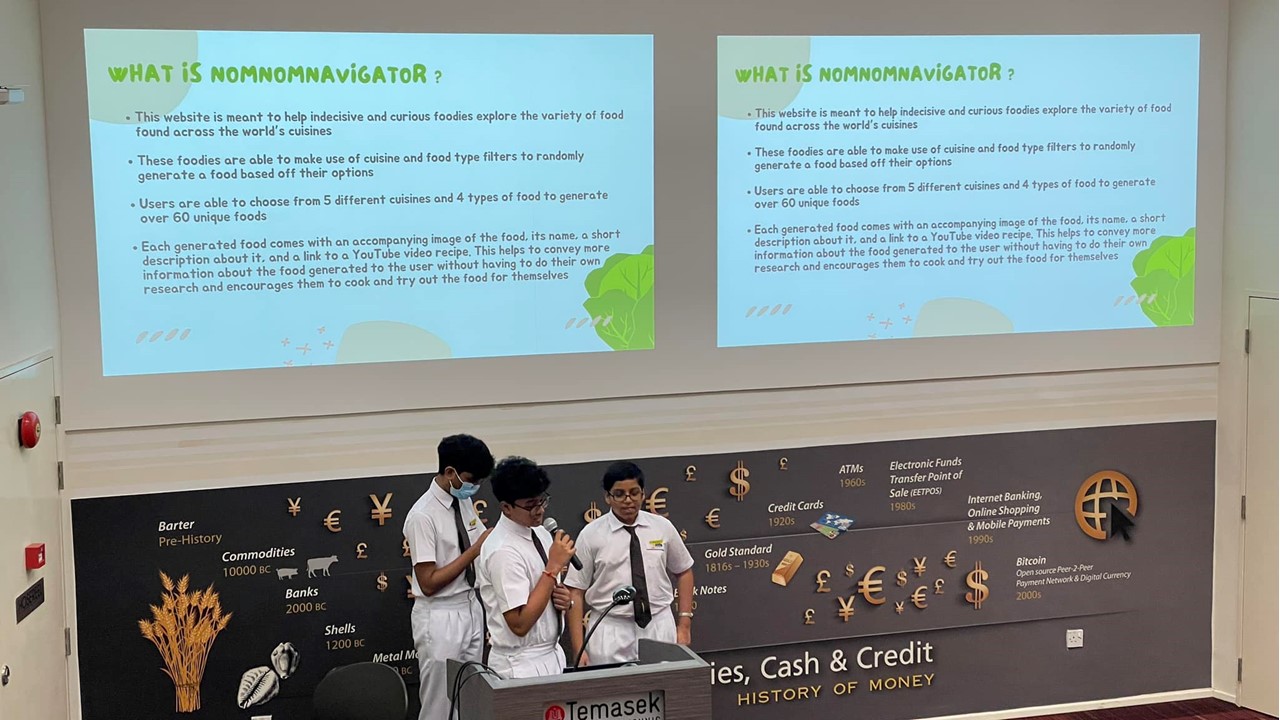 WHAT iS NOMNOMNAViGATOR ?
• This website is meant to help indecisive and curious foodies explore the variety of food
found across the world's cuisines
• These foodies are able to make use of cuisine and food type filters to randomly
generate a food based off their options
• Users are able to choose from 5 different cuisines and 4 types of food to generate
over 60 unique foods
• Each generated food comes with an accompanying image of the food, its name, a short
description about it, and a link to a YouTube video recipe. This helps to convey more
information about the food generated to the user without having to do their own
research and encourages them to cook and try out the food for themselves
WHAT iS NOMNOMNAViGATOR ?
• This website is meant to help indecisive and curious foodies explore the variety of food
found across the world's cuisines
• These foodies are able to make use of cuisine and food type filters to randomly
generate a food based off their options
• Users are able to choose from 5 different cuisines and 4 types of food to generate
over 60 unique foods
• Each generated food comes with an accompanying image of the food, its name, a short
description about it, and a link to a YouTube video recipe. This helps to convey more
information about the food generated to the user without having to do their own
research and encourages them to cook and try out the food for themselves
Barter
Pre-History
Commodities
10000 BC
Banks
2000 BC
Shells
1200 BC
Metal
Notes
Gold Standard
1816s – 1930s
Credit Cards
1920s
ATMs
1960s
Electronic Funds
Transfer Point of
Sale (EETPOS)
1980s
Internet Banking,
Online Shopping
& Mobile Payments
1990s
Bitcoin
Open source Peer-2-Peer
Payment Network & Digital Currency
2000s
ies, Cash & Credit
HISTORY OF MONEY
Temasek